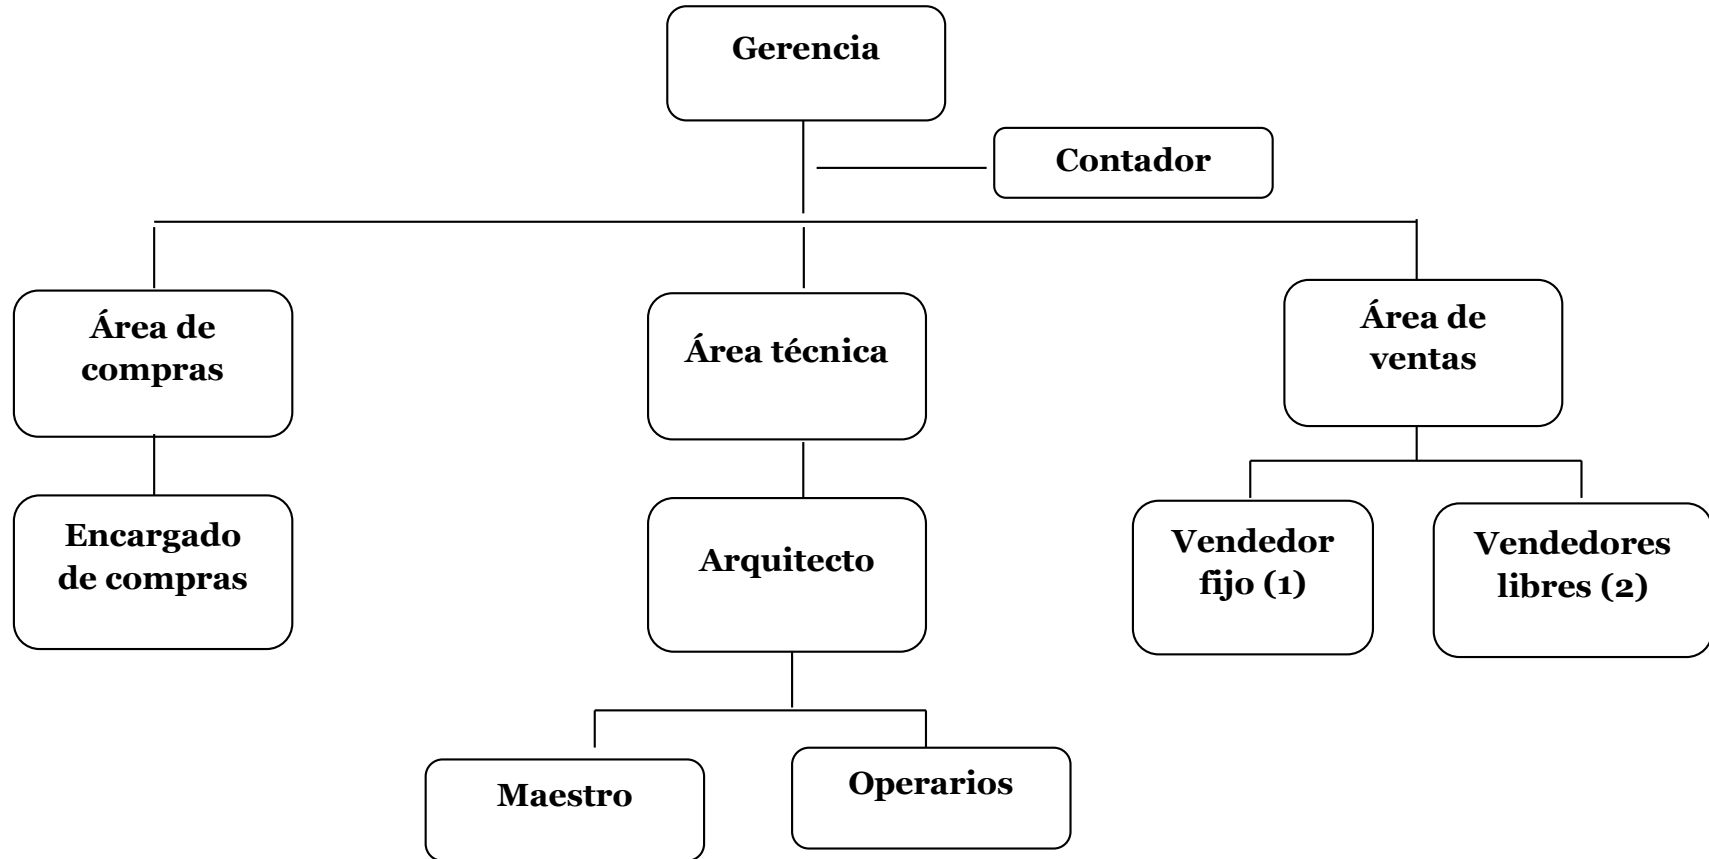 Gerencia
Contador
Área de
compras
Área técnica
Área de
ventas
Encargado
de compras
Arquitecto
Vendedor
fijo (1)
Vendedores
libres (2)
Maestro
Operarios